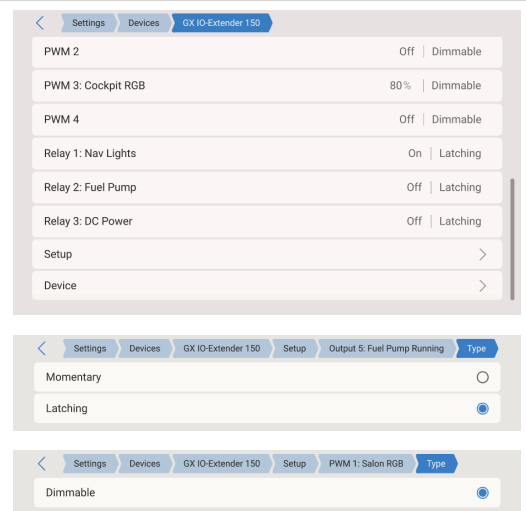 Settings Devices GX IO-Extender 150
PWM 2 Off Dimmable
PWM 3: Cockpit RGB 80% Dimmable
PWM 4 Off Dimmable
Relay 1: Nav Lights On Latching
Relay 2: Fuel Pump Off Latching
Relay 3: DC Power Off Latching
Setup
Device
Settings Devices GX IO-Extender 150 Setup Output 5: Fuel Pump Running Type
Momentary
Latching
Settings Devices GX IO-Extender 150 Setup PWM 1: Salon RGB Type
Dimmable